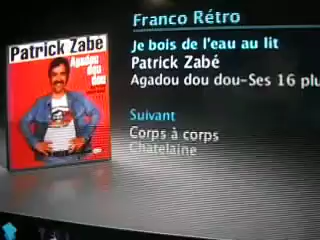 Franco Rétro
Patrick Zabe
Agadou
dou
dou
Je bois de l'eau au lit
Patrick Zabé
Agadou dou dou-Ses 16 plu
Suivant
Corps à corps
Chatelaine